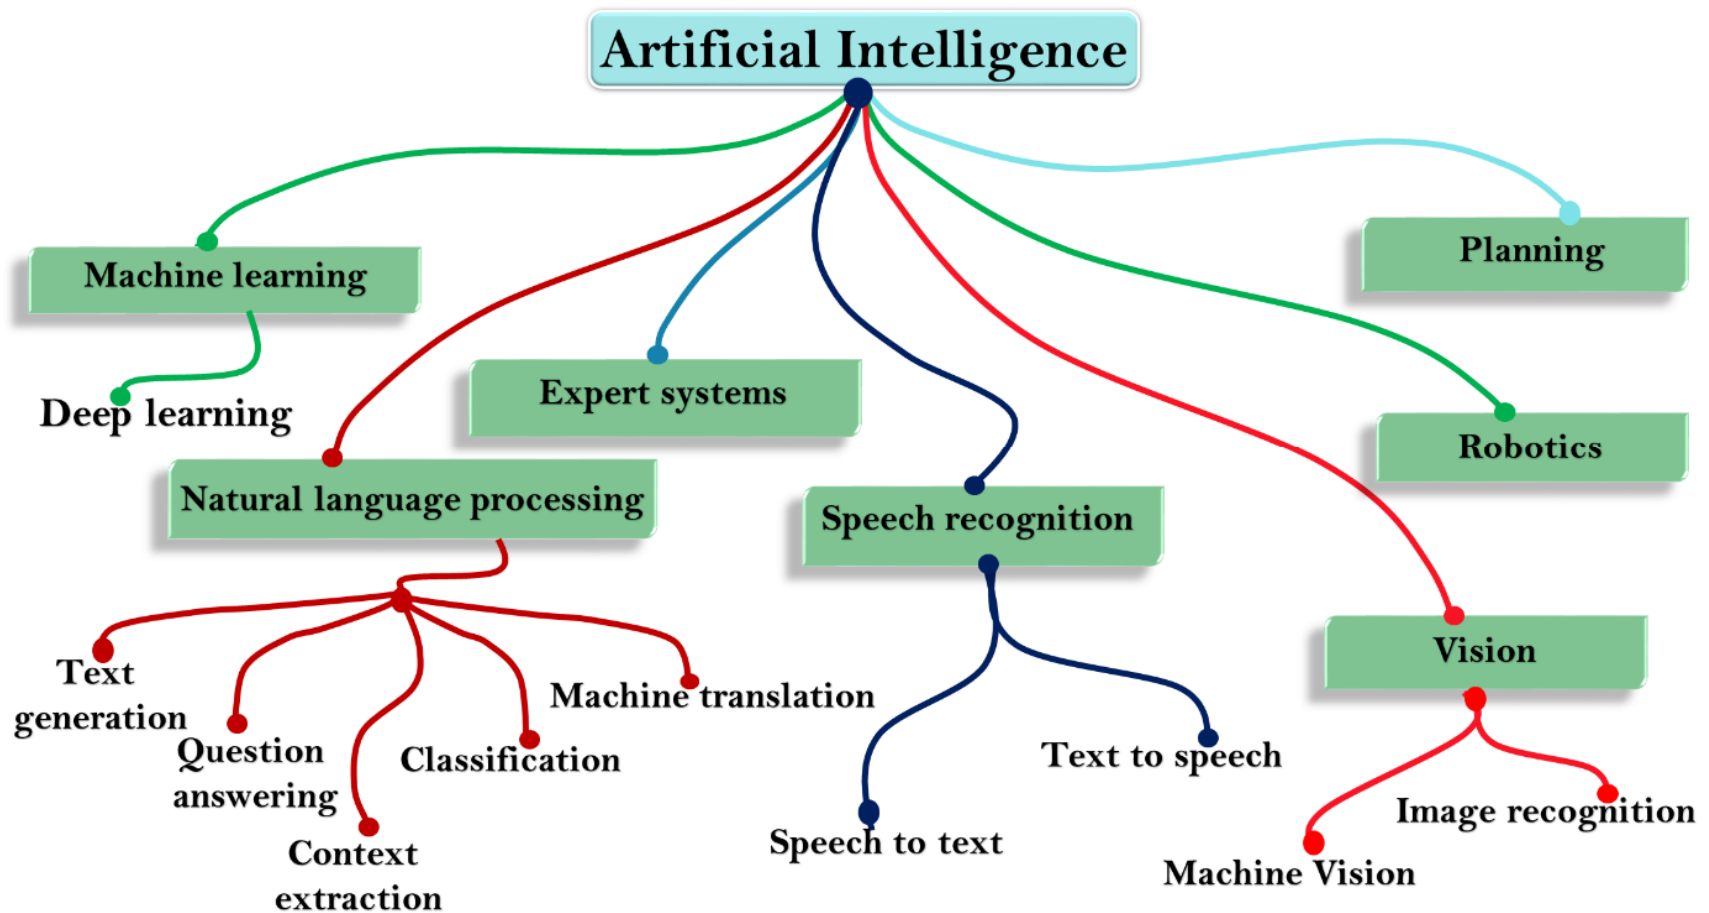 Artificial Intelligence
Machine learning
Deep learning
Natural language processing
Text
generation
Question
answering
Context
extraction
Classification
Machine translation
Expert systems
Speech recognition
Speech to text
Text to speech
Vision
Machine Vision
Image recognition
Robotics
Planning